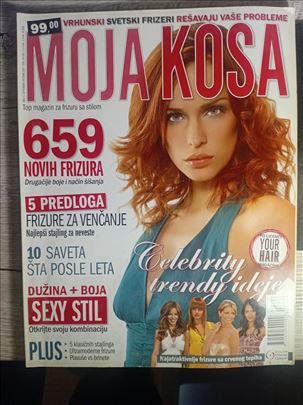 99,00
VRHUNSKI SVETSKI FRIZERI REŠAVAJU VAŠE PROBLEME
MOJA KOSA
Top magazin za frizuru sa stilom
659
NOVIH FRIZURA
Drugačije boje i način šišanja
5 PREDLOGA
FRIZURE ZA VENČANJE
Najlepši stajling za neveste
10 SAVETA
ŠTA POSLE LETA
DUŽINA + BOJA
SEXY STIL
Otkrijte svoju kombinaciju
PLUS:
• 5 klasičnih stajlinga
• Ultramoderne frizure
• Plavuše vs brinete
YOUR
HAIR
Celebrity
trendy ideje
Najatraktivnije frizure sa crvenog tepiha